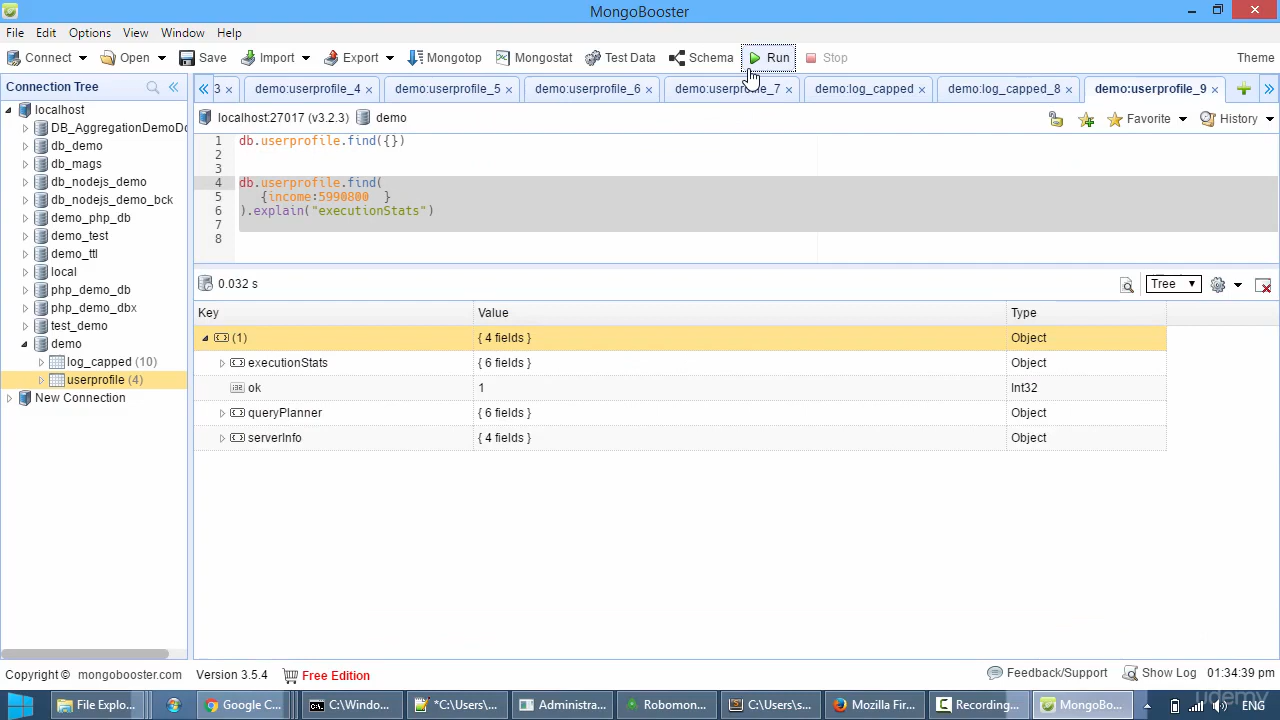 MongoBooster
File Edit Options View Window Help
Connect Open Save Import Export Mongotop Mongostat Test Data Schema Run Stop Theme
Connection Tree
3 demo:userprofile_4 demo:userprofile_5 demo:userprofile_6 demo:userprofile_7 demo:log_capped demo:log_capped_8 demo:userprofile_9
localhost:27017 (v3.2.3) demo Favorite History
localhost
DB_AggregationDemoDc
db_demo
db_mags
db_nodejs_demo
db_nodejs_demo_bck
demo_php_db
demo_test
demo_ttl
local
php_demo_db
php_demo_dbx
test_demo
demo
log_capped (10)
userprofile (4)
New Connection
1 db.userprofile.find({})
2
3
4 db.userprofile.find(
5 {income:5990800 }
6 ).explain("executionStats")
7
8
0.032 s Tree
Key Value Type
(1) { 4 fields } Object
executionStats { 6 fields } Object
ok 1 Int32
queryPlanner { 6 fields } Object
serverInfo { 4 fields } Object
Copyright © mongobooster.com Version 3.5.4 Free Edition Feedback/Support Show Log 01:34:39 pm
File Explo... Google C... C:\Windo... *C:\Users\... Administra... Robomon... C:\Users\s... Mozilla Fir... Recording... MongoBo... ENG
udemy